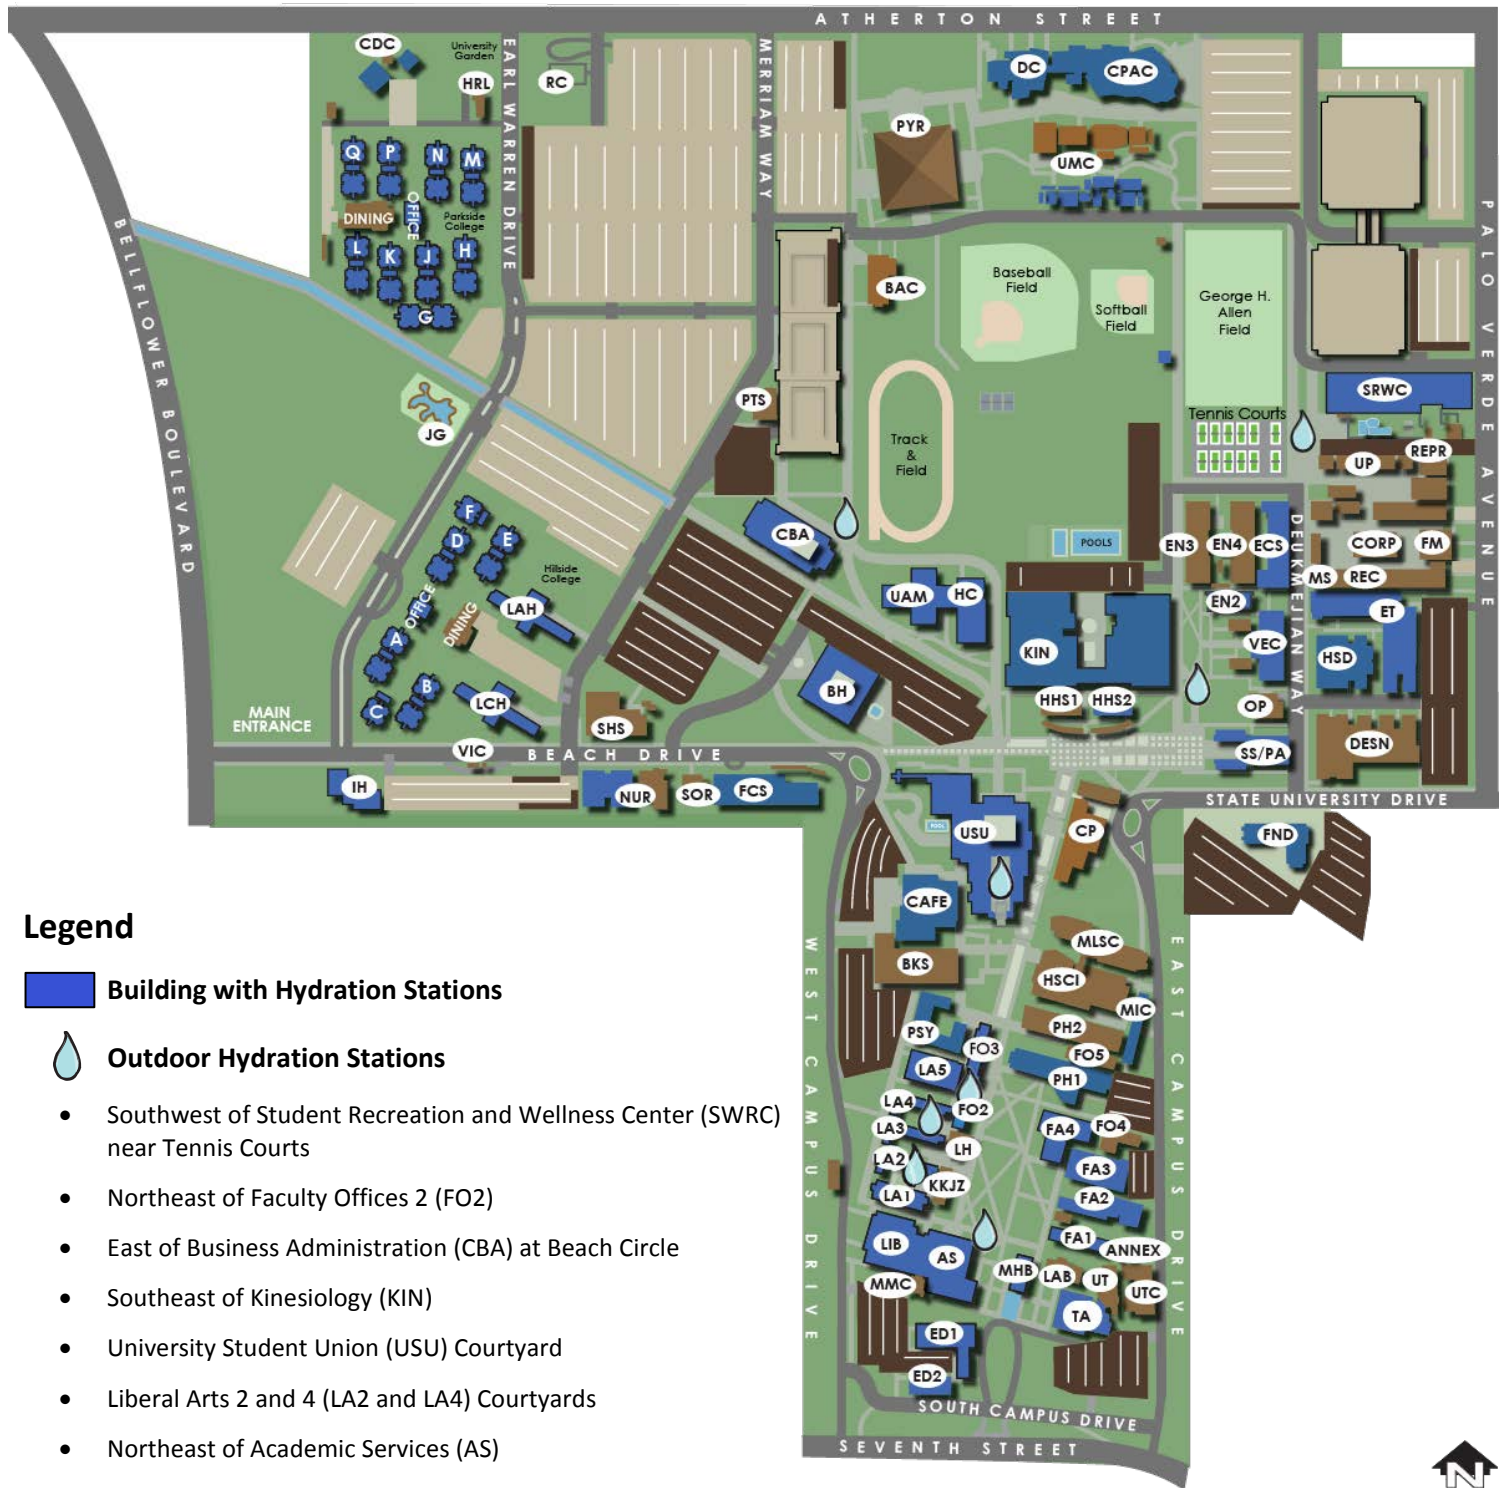 ATHERTON STREET
CDC
University
Garden
HRL
EARL WARREN DRIVE
RC
MERRIAM WAY
DC
CPAC
PYR
UMC
Q
P
N
M
DINING
OFFICE
Parkside
College
L
K
J
H
G
BELLFLOWER BOULEVARD
PALO VERDE AVENUE
BAC
Baseball
Field
Softball
Field
George H.
Allen
Field
SRWC
PTS
JG
Track
&
Field
Tennis Courts
UP
REPR
F
D
E
CBA
POOLS
EN3
EN4
ECS
DEUKMEJIAN WAY
CORP
FM
MS
REC
Hillside
College
OFFICE
LAH
DINING
A
UAM
HC
EN2
ET
VEC
KIN
HSD
B
C
LCH
BH
HHS1
HHS2
OP
MAIN
ENTRANCE
SHS
VIC
BEACH DRIVE
SS/PA
DESN
IH
NUR
SOR
FCS
STATE UNIVERSITY DRIVE
POOL
USU
CP
FND
CAFE
WEST CAMPUS DRIVE
EAST CAMPUS DRIVE
MLSC
BKS
HSCI
MIC
PSY
PH2
FO3
FO5
LA5
PH1
LA4
FO2
LA3
FA4
FO4
LH
LA2
FA3
KKJZ
LA1
FA2
LIB
AS
FA1
ANNEX
MHB
LAB
UT
MMC
UTC
TA
ED1
ED2
SOUTH CAMPUS DRIVE
SEVENTH STREET
N
Legend
Building with Hydration Stations
Outdoor Hydration Stations
• Southwest of Student Recreation and Wellness Center (SWRC)
near Tennis Courts
• Northeast of Faculty Offices 2 (FO2)
• East of Business Administration (CBA) at Beach Circle
• Southeast of Kinesiology (KIN)
• University Student Union (USU) Courtyard
• Liberal Arts 2 and 4 (LA2 and LA4) Courtyards
• Northeast of Academic Services (AS)